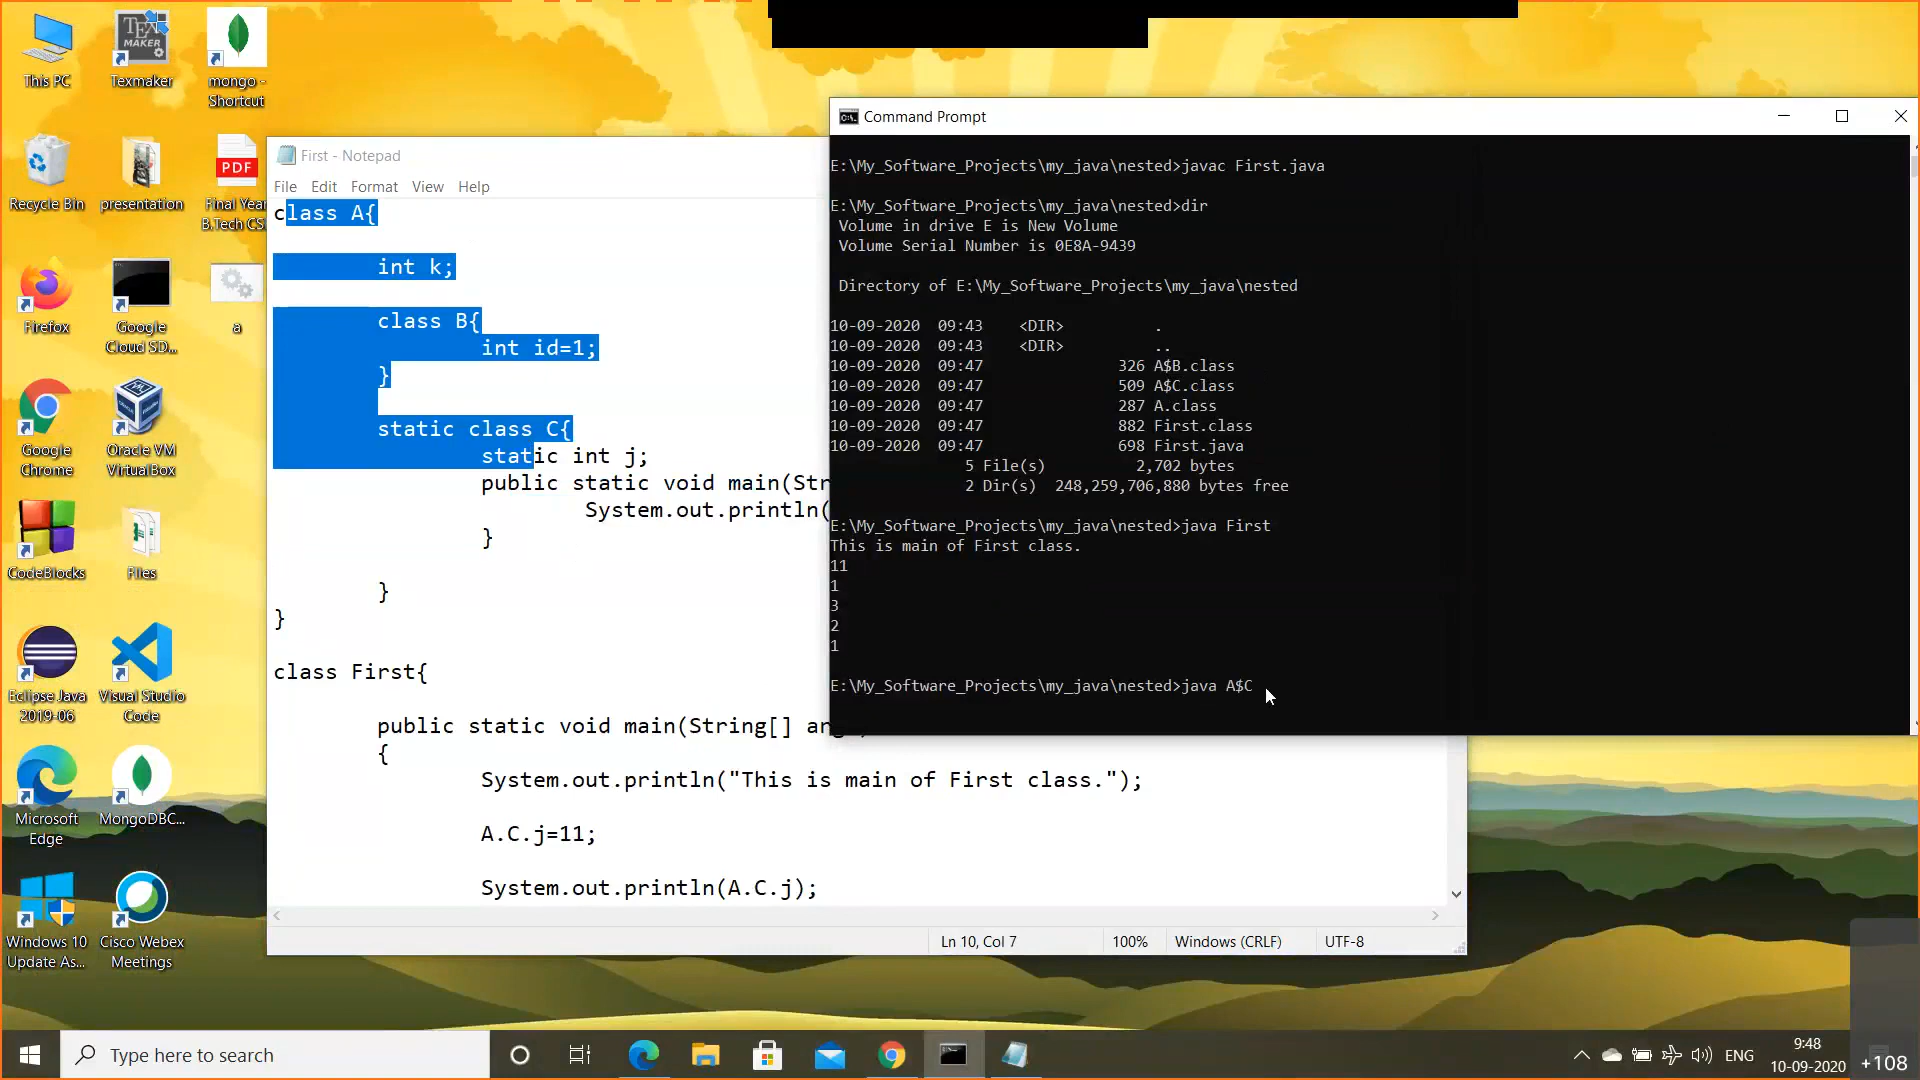 This PC
TEX
MAKER
Texmaker
mongo -
Shortcut
Recycle Bin
presentation
PDF
Final Year
B.Tech CS
Firefox
Google
Cloud SD...
a
Google
Chrome
Oracle VM
VirtualBox
CodeBlocks
Files
Eclipse Java
2019-06
Visual Studio
Code
Microsoft
Edge
MongoDBC...
Windows 10
Update As...
Cisco Webex
Meetings
First - Notepad
File Edit Format View Help
class A{
int k;
class B{
int id=1;
}
static class C{
static int j;
public static void main(Str
System.out.println(
}
}
}
class First{
public static void main(String[]
{
System.out.println("This is main of First class.");
A.C.j=11;
System.out.println(A.C.j);
Ln 10, Col 7
100%
Windows (CRLF)
UTF-8
Command Prompt
E:\My_Software_Projects\my_java\nested>javac First.java
E:\My_Software_Projects\my_java\nested>dir
Volume in drive E is New Volume
Volume Serial Number is 0E8A-9439
Directory of E:\My_Software_Projects\my_java\nested
10-09-2020 09:43 <DIR> .
10-09-2020 09:43 <DIR> ..
10-09-2020 09:47 326 A$B.class
10-09-2020 09:47 509 A$C.class
10-09-2020 09:47 287 A.class
10-09-2020 09:47 882 First.class
10-09-2020 09:47 698 First.java
5 File(s) 2,702 bytes
2 Dir(s) 248,259,706,880 bytes free
E:\My_Software_Projects\my_java\nested>java First
This is main of First class.
11
1
3
2
1
E:\My_Software_Projects\my_java\nested>java A$C
Type here to search
ENG
9:48
10-09-2020
+108